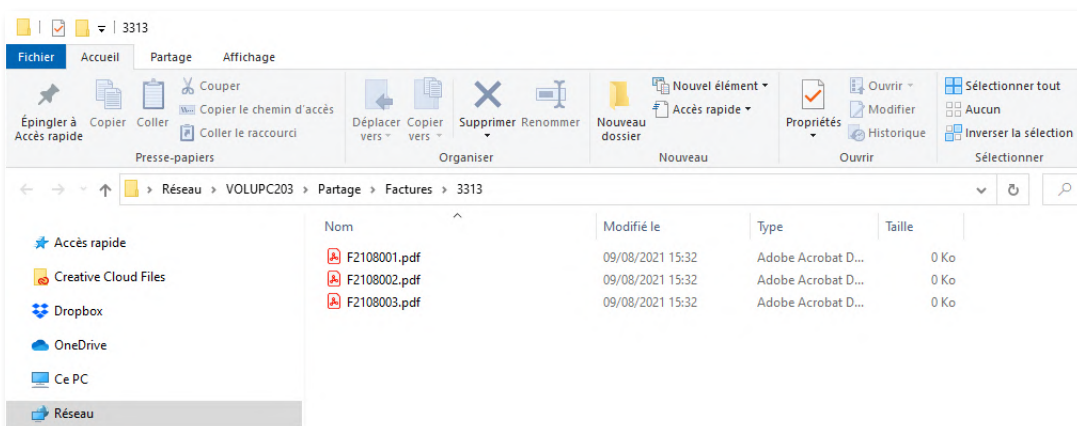 3313
Fichier Accueil Partage Affichage
Épingler à Accès rapide
Copier
Coller
Couper
Copier le chemin d'accès
Coller le raccourci
Presse-papiers
Déplacer vers
Copier vers
Supprimer
Renommer
Organiser
Nouveau dossier
Nouvel élément
Accès rapide
Nouveau
Propriétés
Ouvrir
Modifier
Historique
Ouvrir
Sélectionner tout
Aucun
Inverser la sélection
Sélectionner
Réseau > VOLUPC203 > Partage > Factures > 3313
Accès rapide
Creative Cloud Files
Dropbox
OneDrive
Ce PC
Réseau
Nom Modifié le Type Taille
F2108001.pdf 09/08/2021 15:32 Adobe Acrobat D... 0 Ko
F2108002.pdf 09/08/2021 15:32 Adobe Acrobat D... 0 Ko
F2108003.pdf 09/08/2021 15:32 Adobe Acrobat D... 0 Ko